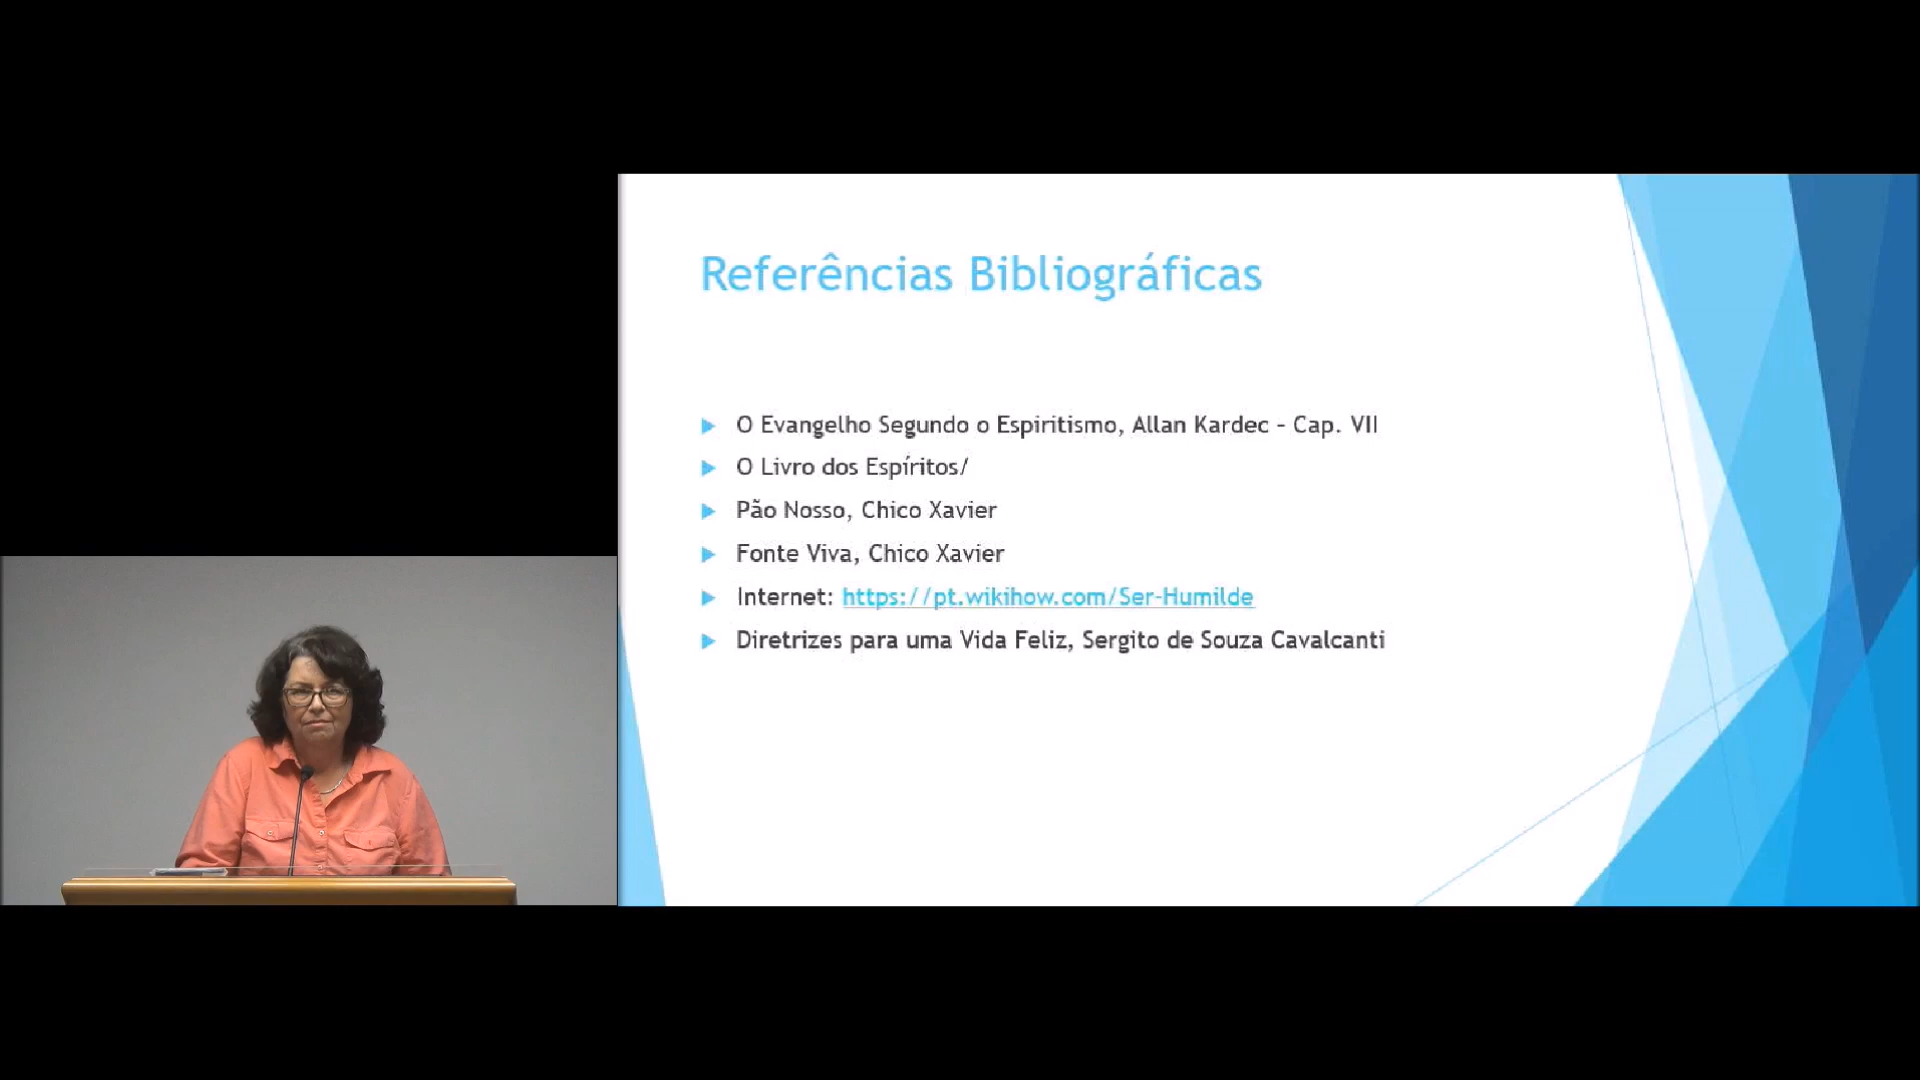 Referências Bibliográficas
O Evangelho Segundo o Espiritismo, Allan Kardec – Cap. VII
O Livro dos Espíritos/
Pão Nosso, Chico Xavier
Fonte Viva, Chico Xavier
Internet: https://pt.wikihow.com/Ser-Humilde
Diretrizes para uma Vida Feliz, Sergito de Souza Cavalcanti